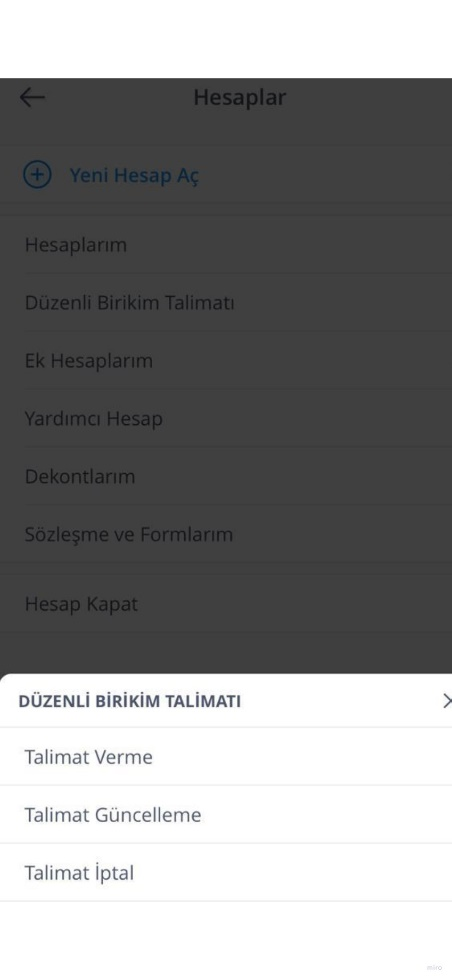 Hesaplar
Yeni Hesap Aç
Hesaplarım
Düzenli Birikim Talimatı
Ek Hesaplarım
Yardımcı Hesap
Dekontlarım
Sözleşme ve Formlarım
Hesap Kapat
DÜZENLİ BİRİKİM TALİMATI
Talimat Verme
Talimat Güncelleme
Talimat İptal